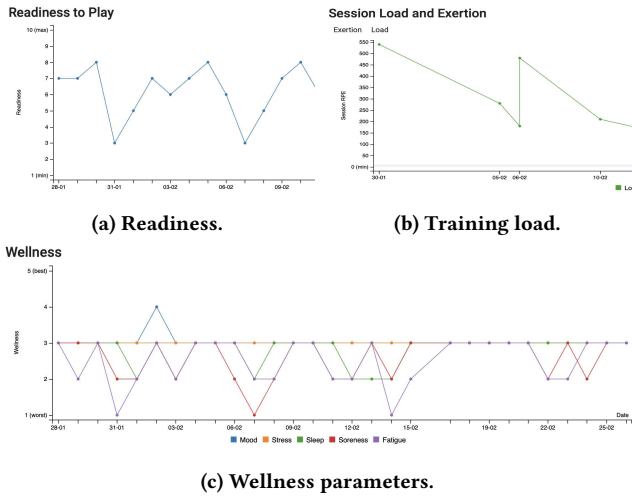 Readiness to Play
10 (max)
9
8
7
6
5
4
3
2
1 (min)
Readiness
28-01
31-01
03-02
06-02
09-02
(a) Readiness.
Session Load and Exertion
Exertion Load
550
500
450
400
350
300
250
200
150
100
50
0 (min)
Session RPE
30-01
05-02
06-02
10-02
Lo
(b) Training load.
Wellness
5 (best)
4
3
2
1 (worst)
Wellness
28-01
31-01
03-02
06-02
09-02
12-02
15-02
19-02
22-02
25-02
Date
Mood Stress Sleep Soreness Fatigue
(c) Wellness parameters.